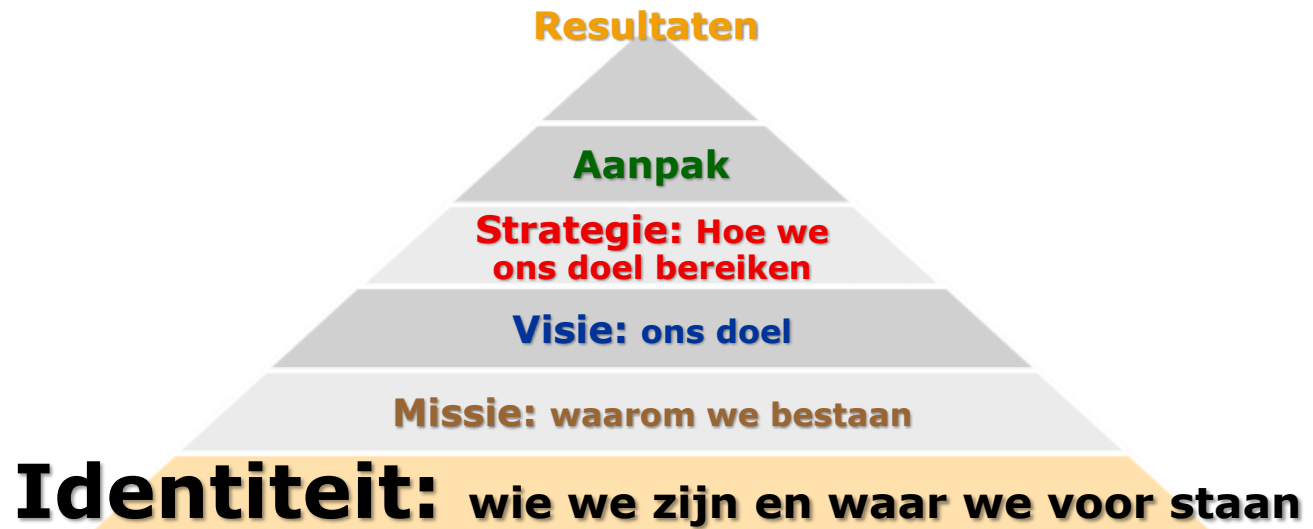 Resultaten
Aanpak
Strategie: Hoe we
ons doel bereiken
Visie: ons doel
Missie: waarom we bestaan
Identiteit: wie we zijn en waar we voor staan